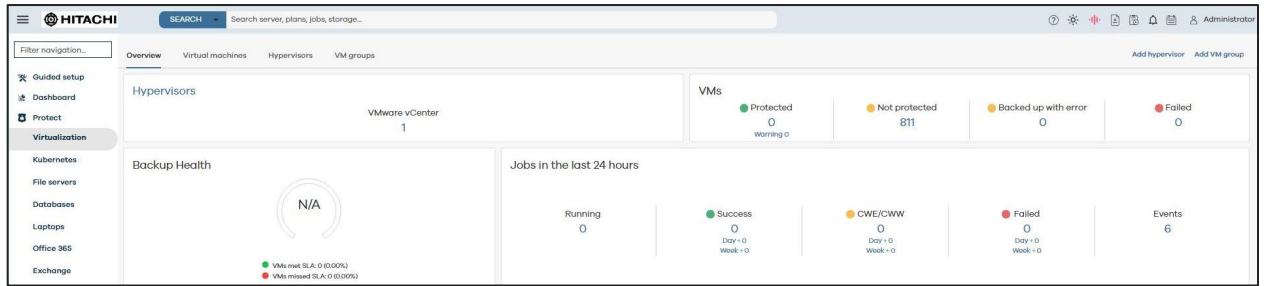 HITACHI
SEARCH
Search server, plans, jobs, storage...
Administrator
Filter navigation...
Overview Virtual machines Hypervisors VM groups
Add hypervisor Add VM group
Guided setup
Dashboard
Protect
Virtualization
Kubernetes
File servers
Databases
Laptops
Office 365
Exchange
Hypervisors
VMware vCenter
1
VMs
Protected
0
Warning 0
Not protected
811
Backed up with error
0
Failed
0
Backup Health
N/A
VMs met SLA: 0 (0.00%)
VMs missed SLA: 0 (0.00%)
Jobs in the last 24 hours
Running
0
Success
0
Day + 0
Week + 0
CWE/CWW
0
Day + 0
Week + 0
Failed
0
Day + 0
Week + 0
Events
6